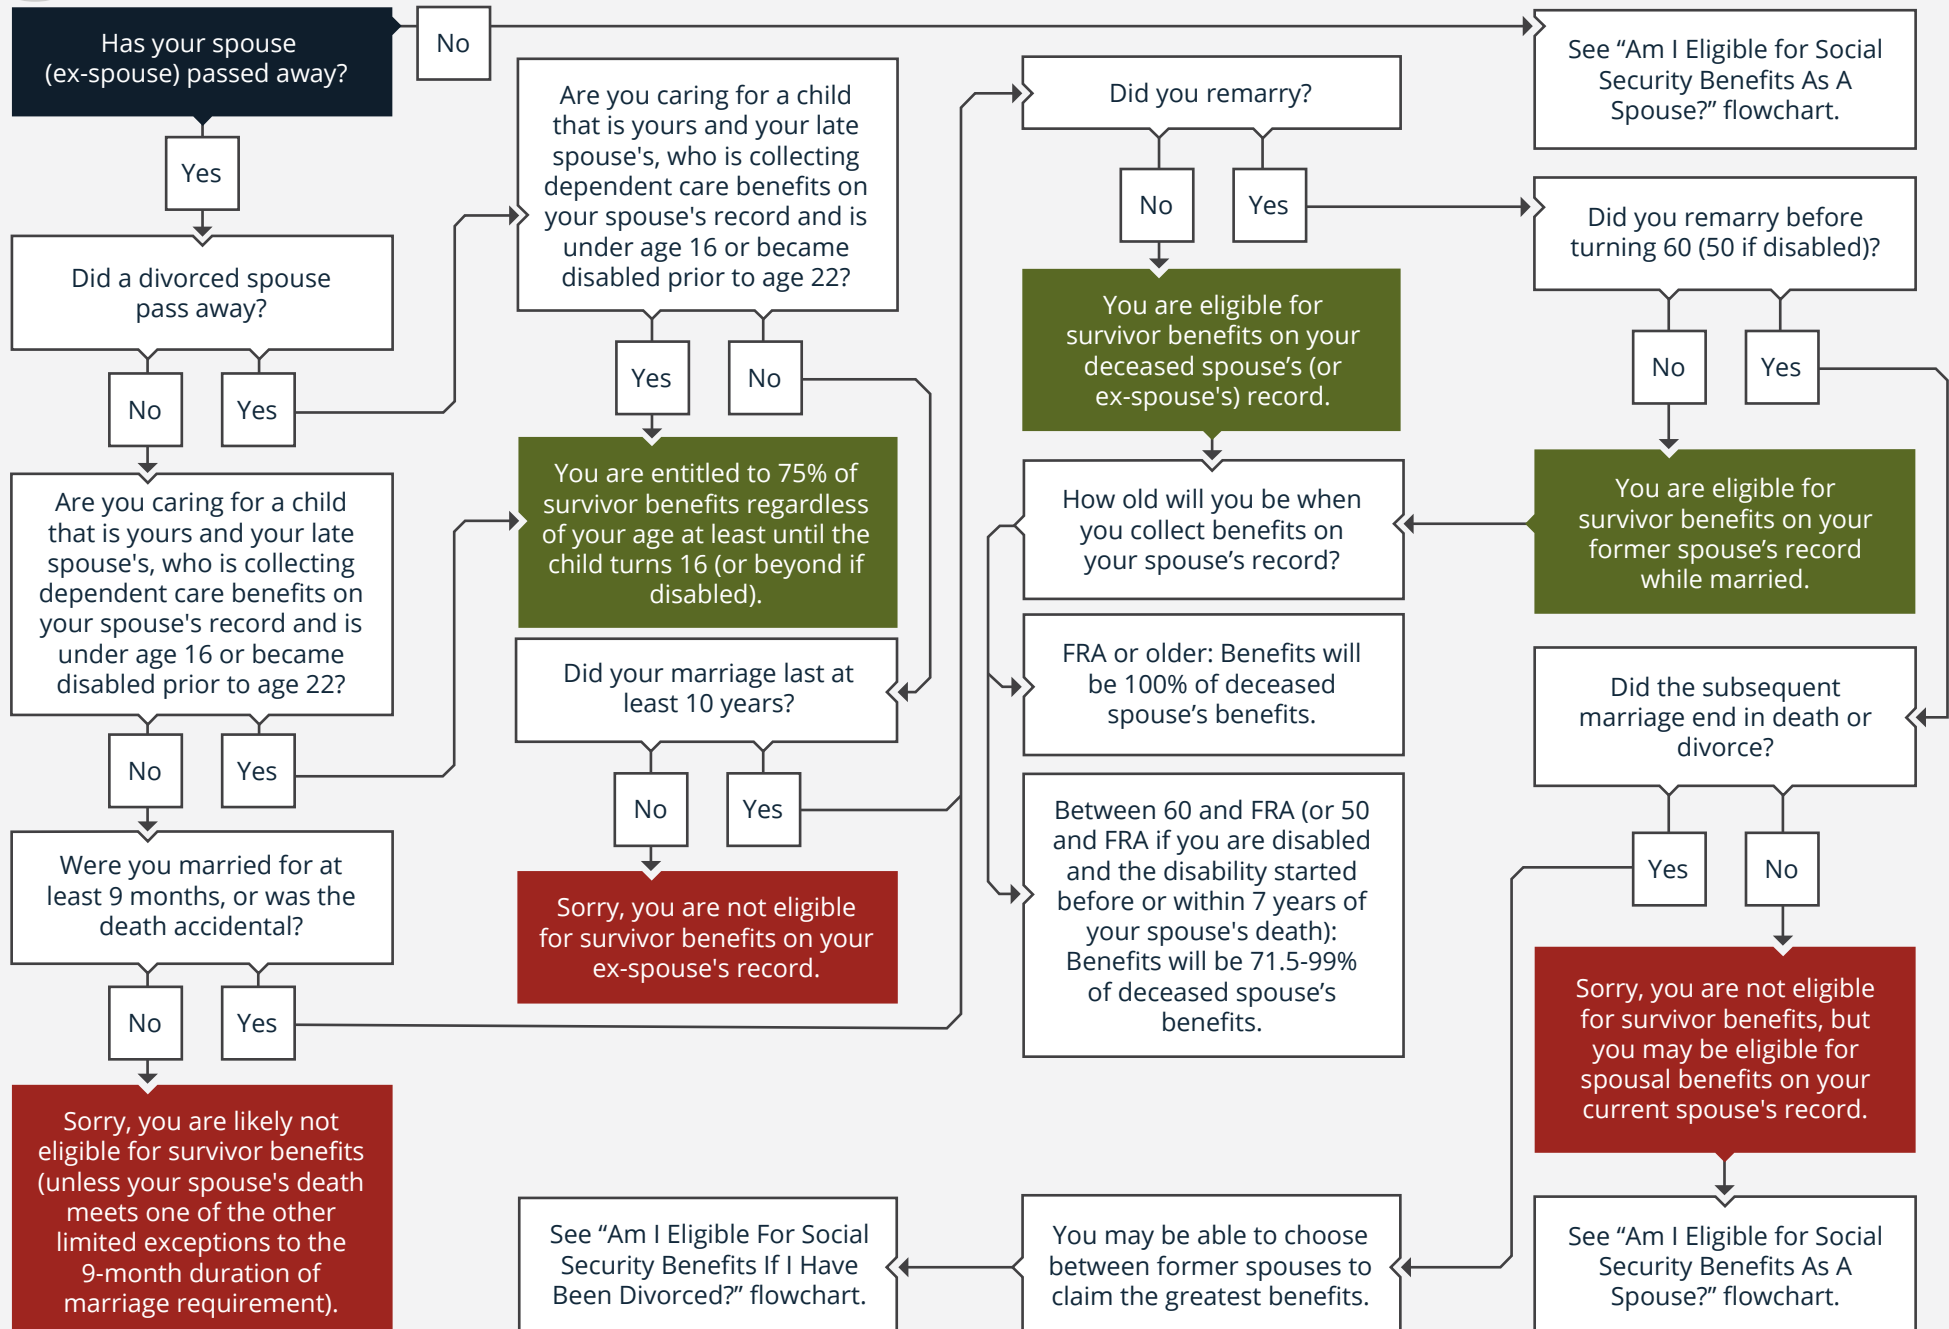 Has your spouse
(ex-spouse) passed away?
No
Yes
Did a divorced spouse
pass away?
No
Yes
Are you caring for a child
that is yours and your late
spouse's, who is collecting
dependent care benefits on
your spouse's record and is
under age 16 or became
disabled prior to age 22?
No
Yes
Were you married for at
least 9 months, or was the
death accidental?
No
Yes
Sorry, you are likely not
eligible for survivor benefits
(unless your spouse's death
meets one of the other
limited exceptions to the
9-month duration of
marriage requirement).
Are you caring for a child
that is yours and your late
spouse's, who is collecting
dependent care benefits on
your spouse's record and is
under age 16 or became
disabled prior to age 22?
Yes
No
You are entitled to 75% of
survivor benefits regardless
of your age at least until the
child turns 16 (or beyond if
disabled).
Did your marriage last at
least 10 years?
No
Yes
Sorry, you are not eligible
for survivor benefits on your
ex-spouse's record.
See “Am I Eligible For Social
Security Benefits If I Have
Been Divorced?” flowchart.
Did you remarry?
No
Yes
You are eligible for
survivor benefits on your
deceased spouse’s (or
ex-spouse's) record.
How old will you be when
you collect benefits on
your spouse’s record?
FRA or older: Benefits will
be 100% of deceased
spouse’s benefits.
Between 60 and FRA (or 50
and FRA if you are disabled
and the disability started
before or within 7 years of
your spouse's death):
Benefits will be 71.5-99%
of deceased spouse’s
benefits.
You may be able to choose
between former spouses to
claim the greatest benefits.
See “Am I Eligible for Social
Security Benefits As A
Spouse?” flowchart.
Did you remarry before
turning 60 (50 if disabled)?
No
Yes
You are eligible for
survivor benefits on your
former spouse’s record
while married.
Did the subsequent
marriage end in death or
divorce?
Yes
No
Sorry, you are not eligible
for survivor benefits, but
you may be eligible for
spousal benefits on your
current spouse's record.
See “Am I Eligible for Social
Security Benefits As A
Spouse?” flowchart.